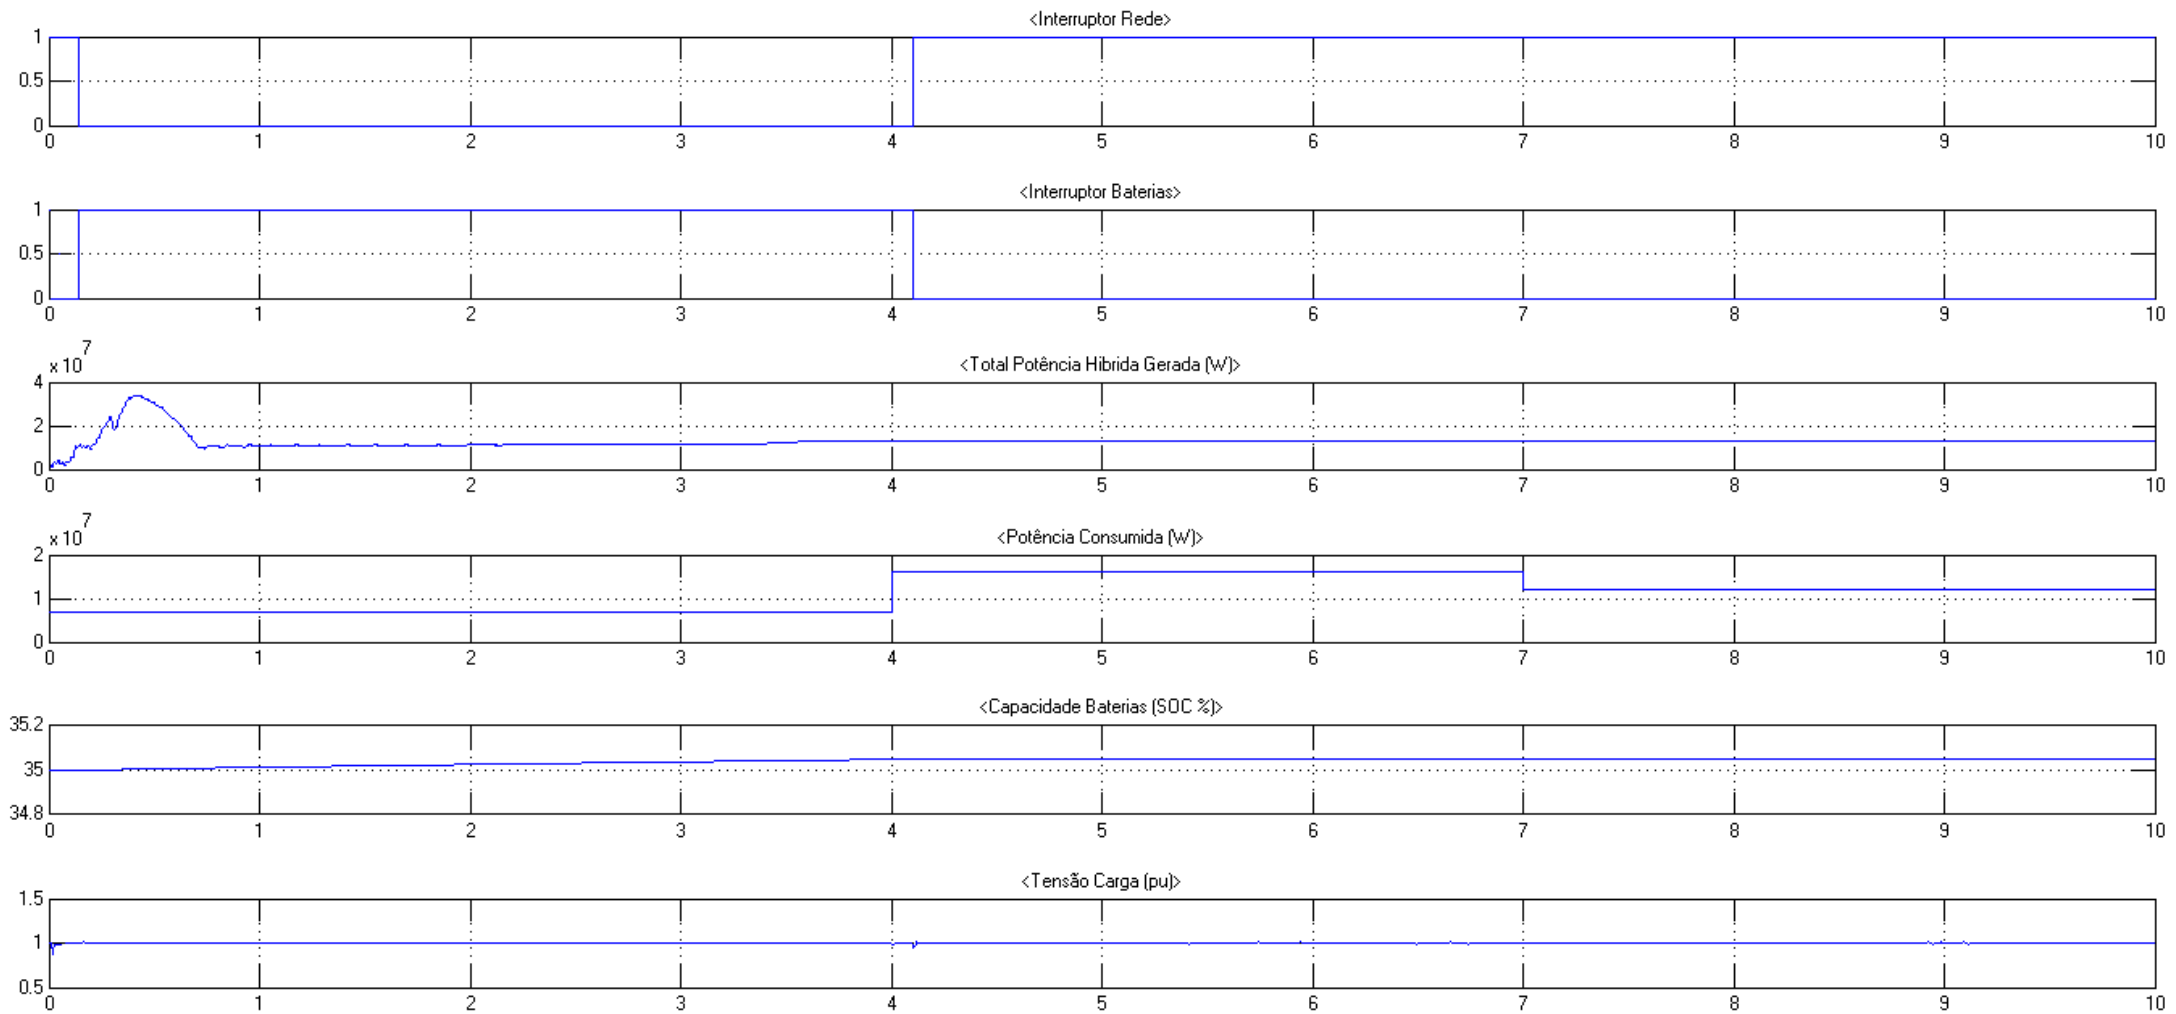 <Interruptor Rede>
1
0.5
0
0 1 2 3 4 5 6 7 8 9 10
<Interruptor Baterias>
1
0.5
0
0 1 2 3 4 5 6 7 8 9 10
x 10^7
<Total Potência Hibrida Gerada (W)>
4
2
0
0 1 2 3 4 5 6 7 8 9 10
x 10^7
<Potência Consumida (W)>
2
1
0
0 1 2 3 4 5 6 7 8 9 10
<Capacidade Baterias (SOC %)>
35.2
35
34.8
0 1 2 3 4 5 6 7 8 9 10
<Tensão Carga (pu)>
1.5
1
0.5
0 1 2 3 4 5 6 7 8 9 10